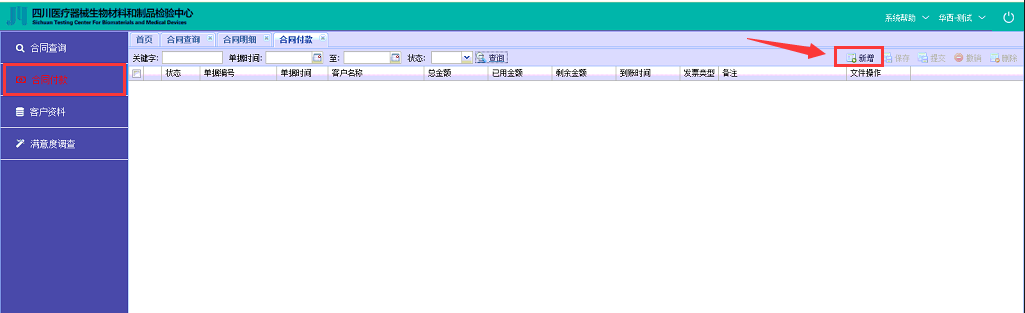 四川医疗器械生物材料和制品检验中心
Sichuan Testing Center For Biomaterials and Medical Devices
系统帮助 华西-测试
合同查询
客户资料
满意度调查
首页 合同查询 合同明细 合同付款
关键字: 单据时间: 至: 状态: 查询 新增 保存 提交 撤销 删除
状态 单据编号 单据时间 客户名称 总金额 已用金额 剩余金额 到账时间 发票类型 备注 文件操作